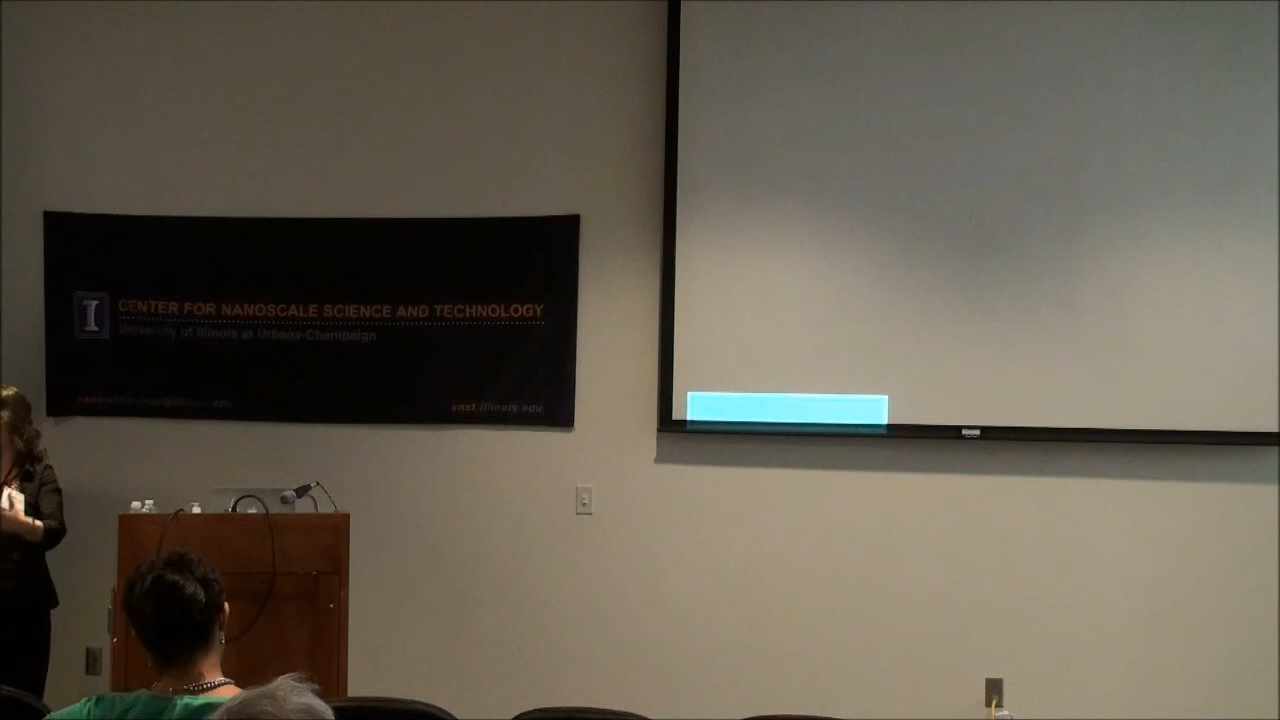 I
CENTER FOR NANOSCALE SCIENCE AND TECHNOLOGY
University of Illinois at Urbana-Champaign
cnst.illinois.edu